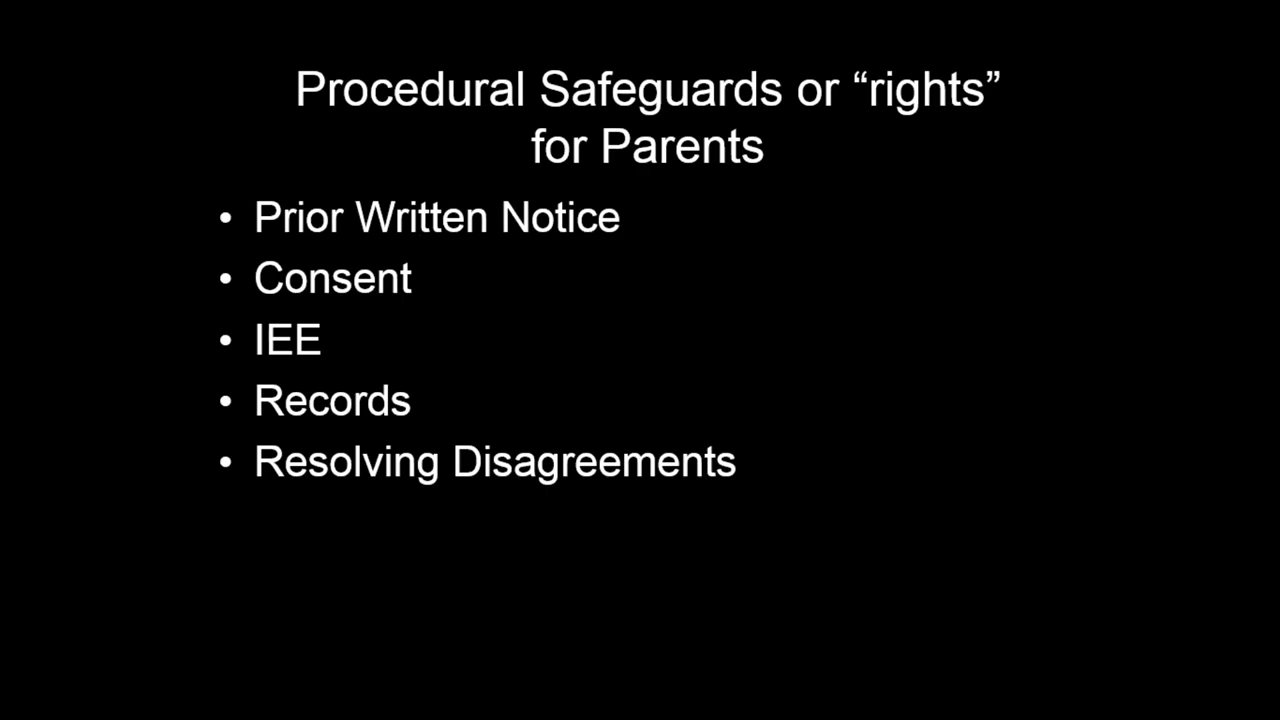 Procedural Safeguards or “rights”
for Parents
• Prior Written Notice
• Consent
• IEE
• Records
• Resolving Disagreements